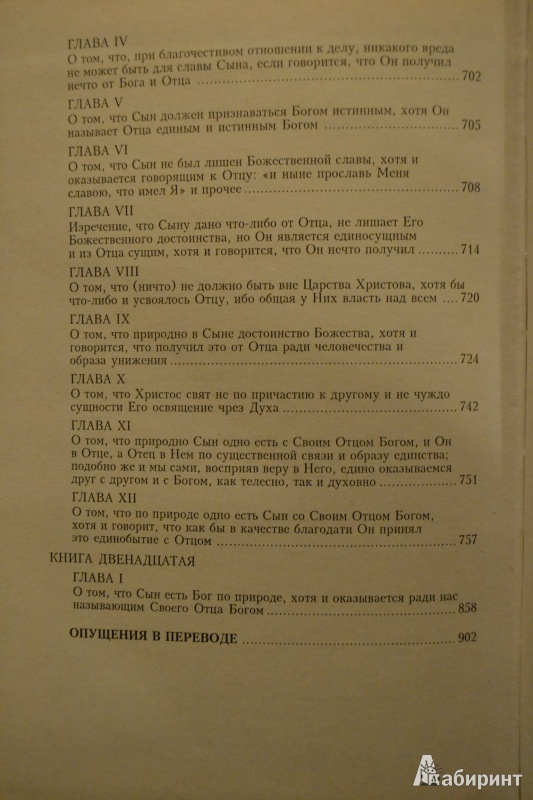 ГЛАВА IV
О том, что, при благочестивом отношении к делу, никакого вреда
не может быть для славы Сына, если говорится, что Он получил
нечто от Бога и Отца ................................ 702
ГЛАВА V
О том, что Сын должен признаваться Богом истинным, хотя Он
называет Отца единым и истинным Богом ................ 705
ГЛАВА VI
О том, что Сын не был лишен Божественной славы, хотя и
оказывается говорящим к Отцу: «и ныне прославь Меня
славою, что имел Я» и прочее ................ 708
ГЛАВА VII
Изречение, что Сыну дано что-либо от Отца, не лишает Его
Божественного достоинства, но Он является единосущным
и из Отца сущим, хотя и говорится, что Он нечто получил .......... 714
ГЛАВА VIII
О том, что (ничто) не должно быть вне Царства Христова, хотя бы
что-либо и усвоялось Отцу, ибо общая у Них власть над всем .... 720
ГЛАВА IX
О том, что природно в Сыне достоинство Божества, хотя и
говорится, что получил это от Отца ради человечества и
образа унижения ................ 724
ГЛАВА X
О том, что Христос свят не по причастию к другому и не чуждо
сущности Его освящение чрез Духа ................ 742
ГЛАВА XI
О том, что природно Сын одно есть с Своим Отцом Богом, и Он
в Отце, а Отец в Нем по существенной связи и образу единства;
подобно же и мы сами, восприяв веру в Него, едино оказываемся
друг с другом и с Богом, как телесно, так и духовно ................ 751
ГЛАВА XII
О том, что по природе одно есть Сын со Своим Отцом Богом,
хотя и говорит, что как бы в качестве благодати Он принял
это единобытие с Отцом ................ 757
КНИГА ДВЕНАДЦАТАЯ
ГЛАВА I
О том, что Сын есть Бог по природе, хотя и оказывается ради нас
называющим Своего Отца Богом ................ 858
ОПУЩЕНИЯ В ПЕРЕВОДЕ ................ 902
Лабиринт